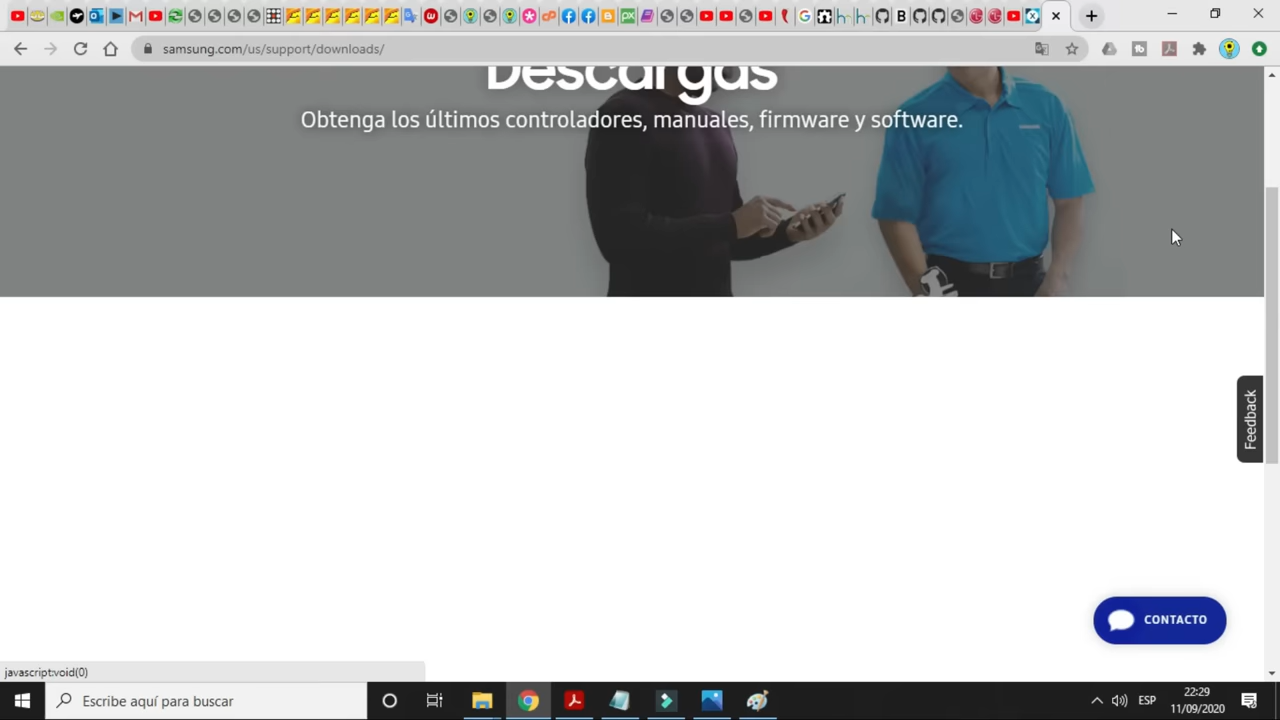 samsung.com/us/support/downloads/
Descargas
Obtenga los últimos controladores, manuales, firmware y software.
Feedback
CONTACTO
javascript:void(0)
Escribe aquí para buscar
ESP
22:29
11/09/2020